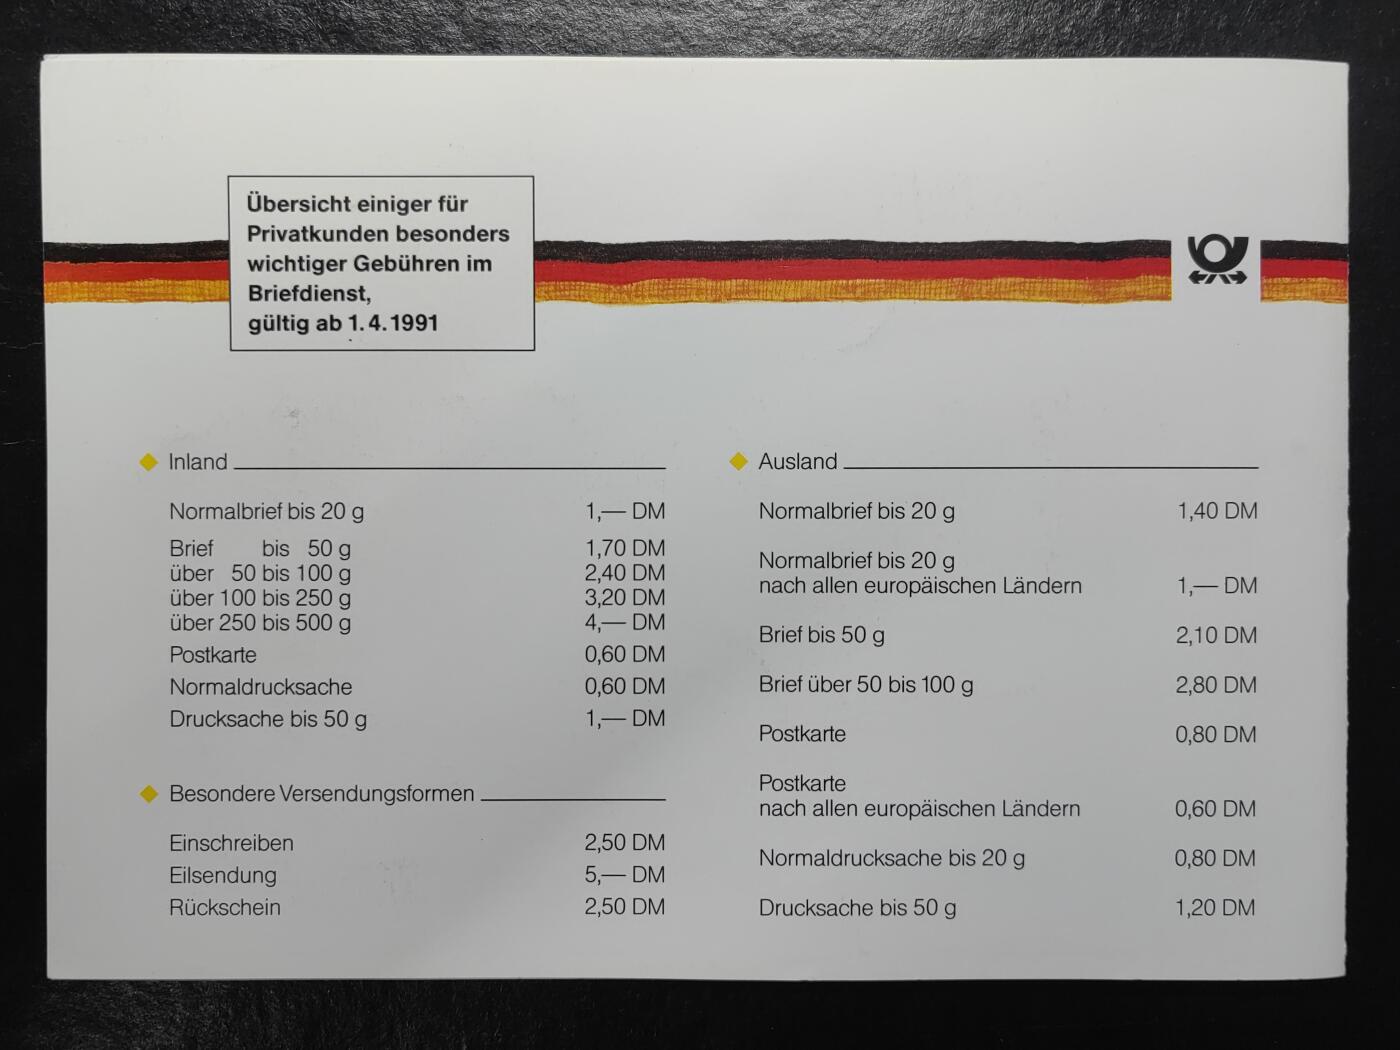 Übersicht einiger für
Privatkunden besonders
wichtiger Gebühren im
Briefdienst,
gültig ab 1.4.1991
Inland
Normalbrief bis 20 g 1,— DM
Brief bis 50 g 1,70 DM
über 50 bis 100 g 2,40 DM
über 100 bis 250 g 3,20 DM
über 250 bis 500 g 4,— DM
Postkarte 0,60 DM
Normaldrucksache 0,60 DM
Drucksache bis 50 g 1,— DM
Besondere Versendungsformen
Einschreiben 2,50 DM
Eilsendung 5,— DM
Rückschein 2,50 DM
Ausland
Normalbrief bis 20 g 1,40 DM
Normalbrief bis 20 g
nach allen europäischen Ländern 1,— DM
Brief bis 50 g 2,10 DM
Brief über 50 bis 100 g 2,80 DM
Postkarte 0,80 DM
Postkarte
nach allen europäischen Ländern 0,60 DM
Normaldrucksache bis 20 g 0,80 DM
Drucksache bis 50 g 1,20 DM